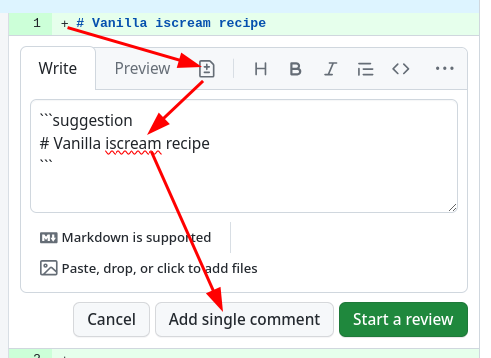 1 + # Vanilla iscream recipe
Write Preview H B I <> ...
```suggestion
# Vanilla iscream recipe
```
Markdown is supported
Paste, drop, or click to add files
Cancel Add single comment Start a review